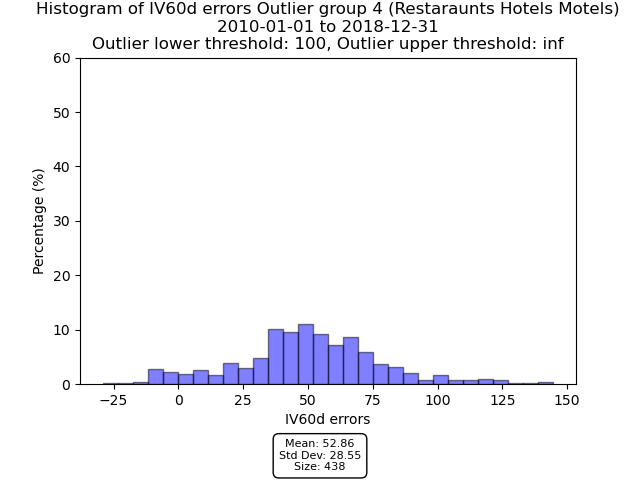 Histogram of IV60d errors Outlier group 4 (Restaraunts Hotels Motels)
2010-01-01 to 2018-12-31
Outlier lower threshold: 100, Outlier upper threshold: inf
60
50
40
30
20
10
0
Percentage (%)
−25 0 25 50 75 100 125 150
IV60d errors
Mean: 52.86
Std Dev: 28.55
Size: 438